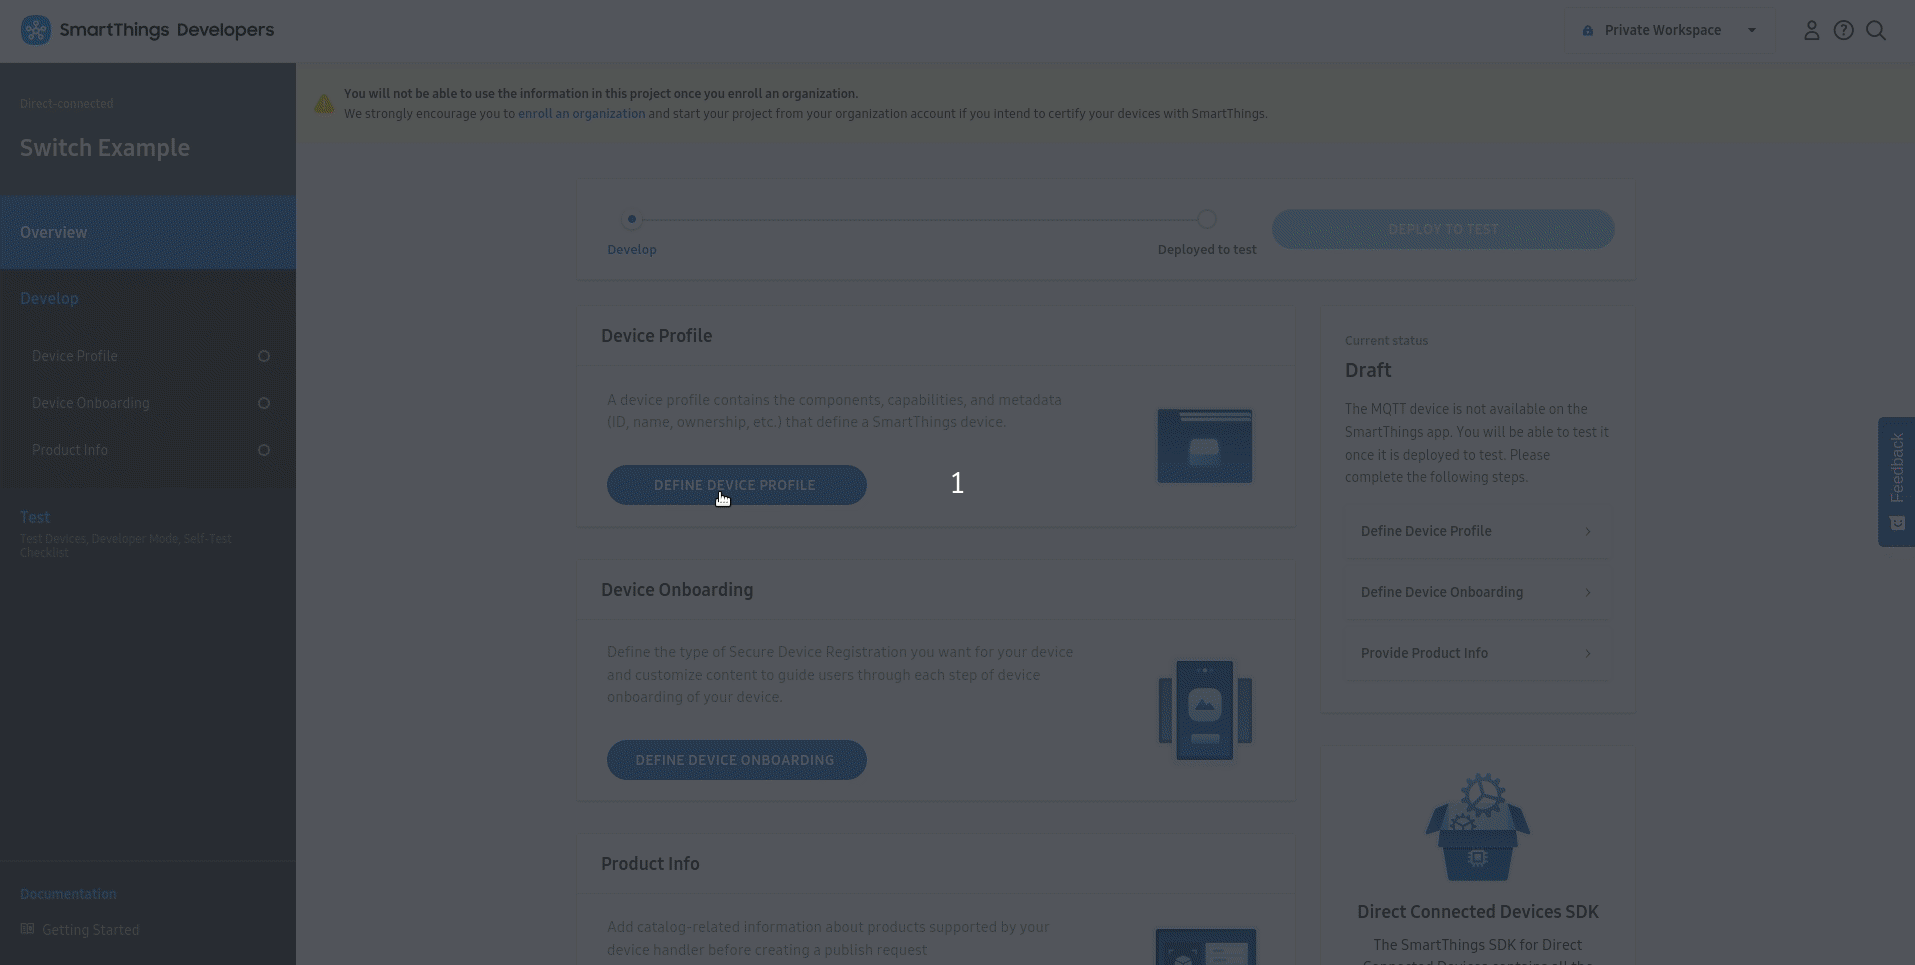 SmartThings Developers
Private Workspace
Direct-connected
Switch Example
Overview
Develop
Device Profile
Device Onboarding
Product Info
Test
Test Devices, Developer Mode, Self-Test
Checklist
Documentation
Getting Started
You will not be able to use the information in this project once you enroll an organization.
We strongly encourage you to enroll an organization and start your project from your organization account if you intend to certify your devices with SmartThings.
Develop
Deployed to test
DEPLOY TO TEST
Device Profile
A device profile contains the components, capabilities, and metadata
(ID, name, ownership, etc.) that define a SmartThings device.
DEFINE DEVICE PROFILE
1
Device Onboarding
Define the type of Secure Device Registration you want for your device
and customize content to guide users through each step of device
onboarding of your device.
DEFINE DEVICE ONBOARDING
Product Info
Add catalog-related information about products supported by your
device handler before creating a publish request
Current status
Draft
The MQTT device is not available on the
SmartThings app. You will be able to test it
once it is deployed to test. Please
complete the following steps.
Define Device Profile
Define Device Onboarding
Provide Product Info
Direct Connected Devices SDK
The SmartThings SDK for Direct
Connected Devices contains all the
Feedback